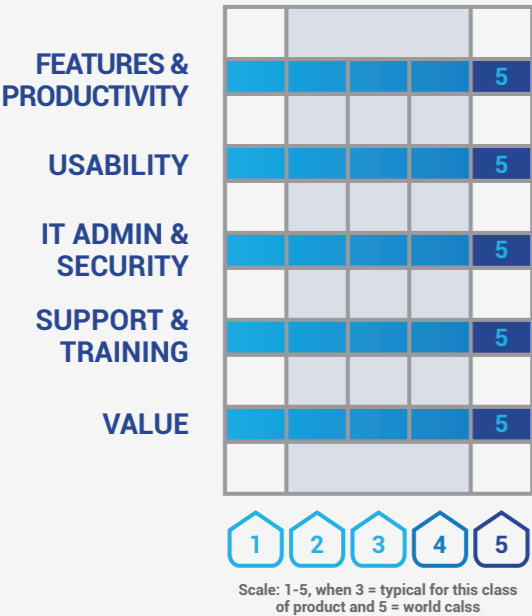 FEATURES &
PRODUCTIVITY
5
USABILITY
5
IT ADMIN &
SECURITY
5
SUPPORT &
TRAINING
5
VALUE
5
1 2 3 4 5
Scale: 1-5, when 3 = typical for this class
of product and 5 = world calss